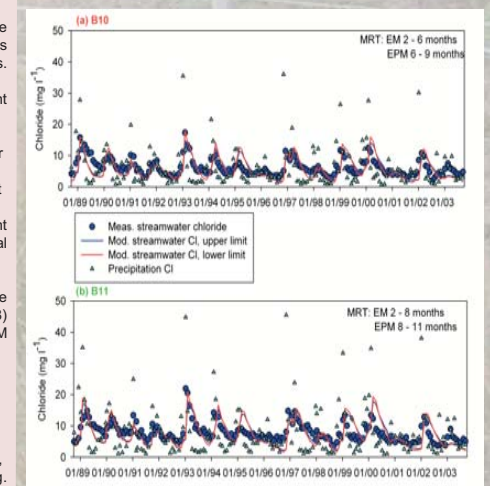 (a) B10
MRT: EM 2 - 6 months
EPM 6 - 9 months
50
40
30
20
10
0
Chloride (mg l⁻¹)
01/89 01/90 01/91 01/92 01/93 01/94 01/95 01/96 01/97 01/98 01/99 01/00 01/01 01/02 01/03
Meas. streamwater chloride
Mod. streamwater Cl, upper limit
Mod. streamwater Cl, lower limit
Precipitation Cl
(b) B11
MRT: EM 2 - 8 months
EPM 8 - 11 months
50
40
30
20
10
0
Chloride (mg l⁻¹)
01/89 01/90 01/91 01/92 01/93 01/94 01/95 01/96 01/97 01/98 01/99 01/00 01/01 01/02 01/03